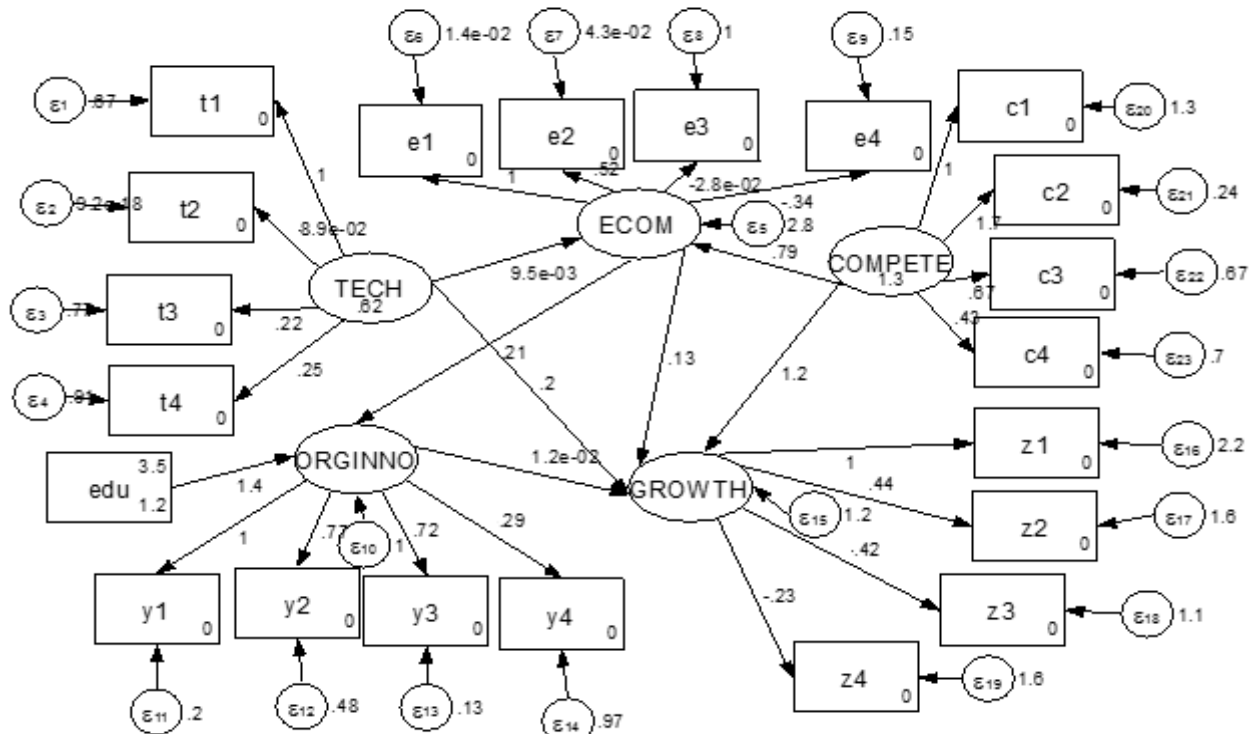 ε6 1.4e-02
ε7 4.3e-02
ε8 1
ε9 .15
ε1 .67
t1 0
e1 0
e2 0
e3 0
e4 0
c1 0
ε20 1.3
1
ε2 9.2e-18
t2 0
-8.9e-02
1
.52
-2.8e-02
-.34
1
c2 0
ε21 .24
1.7
ECOM
ε5 2.8
TECH
.62
9.5e-03
.79
COMPETE
1.3
c3 0
ε22 .67
.67
ε3
t3 0
.22
.43
c4 0
ε23 .7
ε4
t4 0
.25
.21
.2
.13
1.2
edu
3.5
1.2
1.4
ORGINNO
1.2e-02
GROWTH
1
z1 0
ε16 2.2
.44
z2 0
ε17 1.6
ε15 1.2
1
.77
ε10 1
.72
.29
-.42
-.23
y1 0
y2 0
y3 0
y4 0
z3 0
ε18 1.1
z4 0
ε19 1.6
ε11 .2
ε12 .48
ε13 .13
ε14 .97